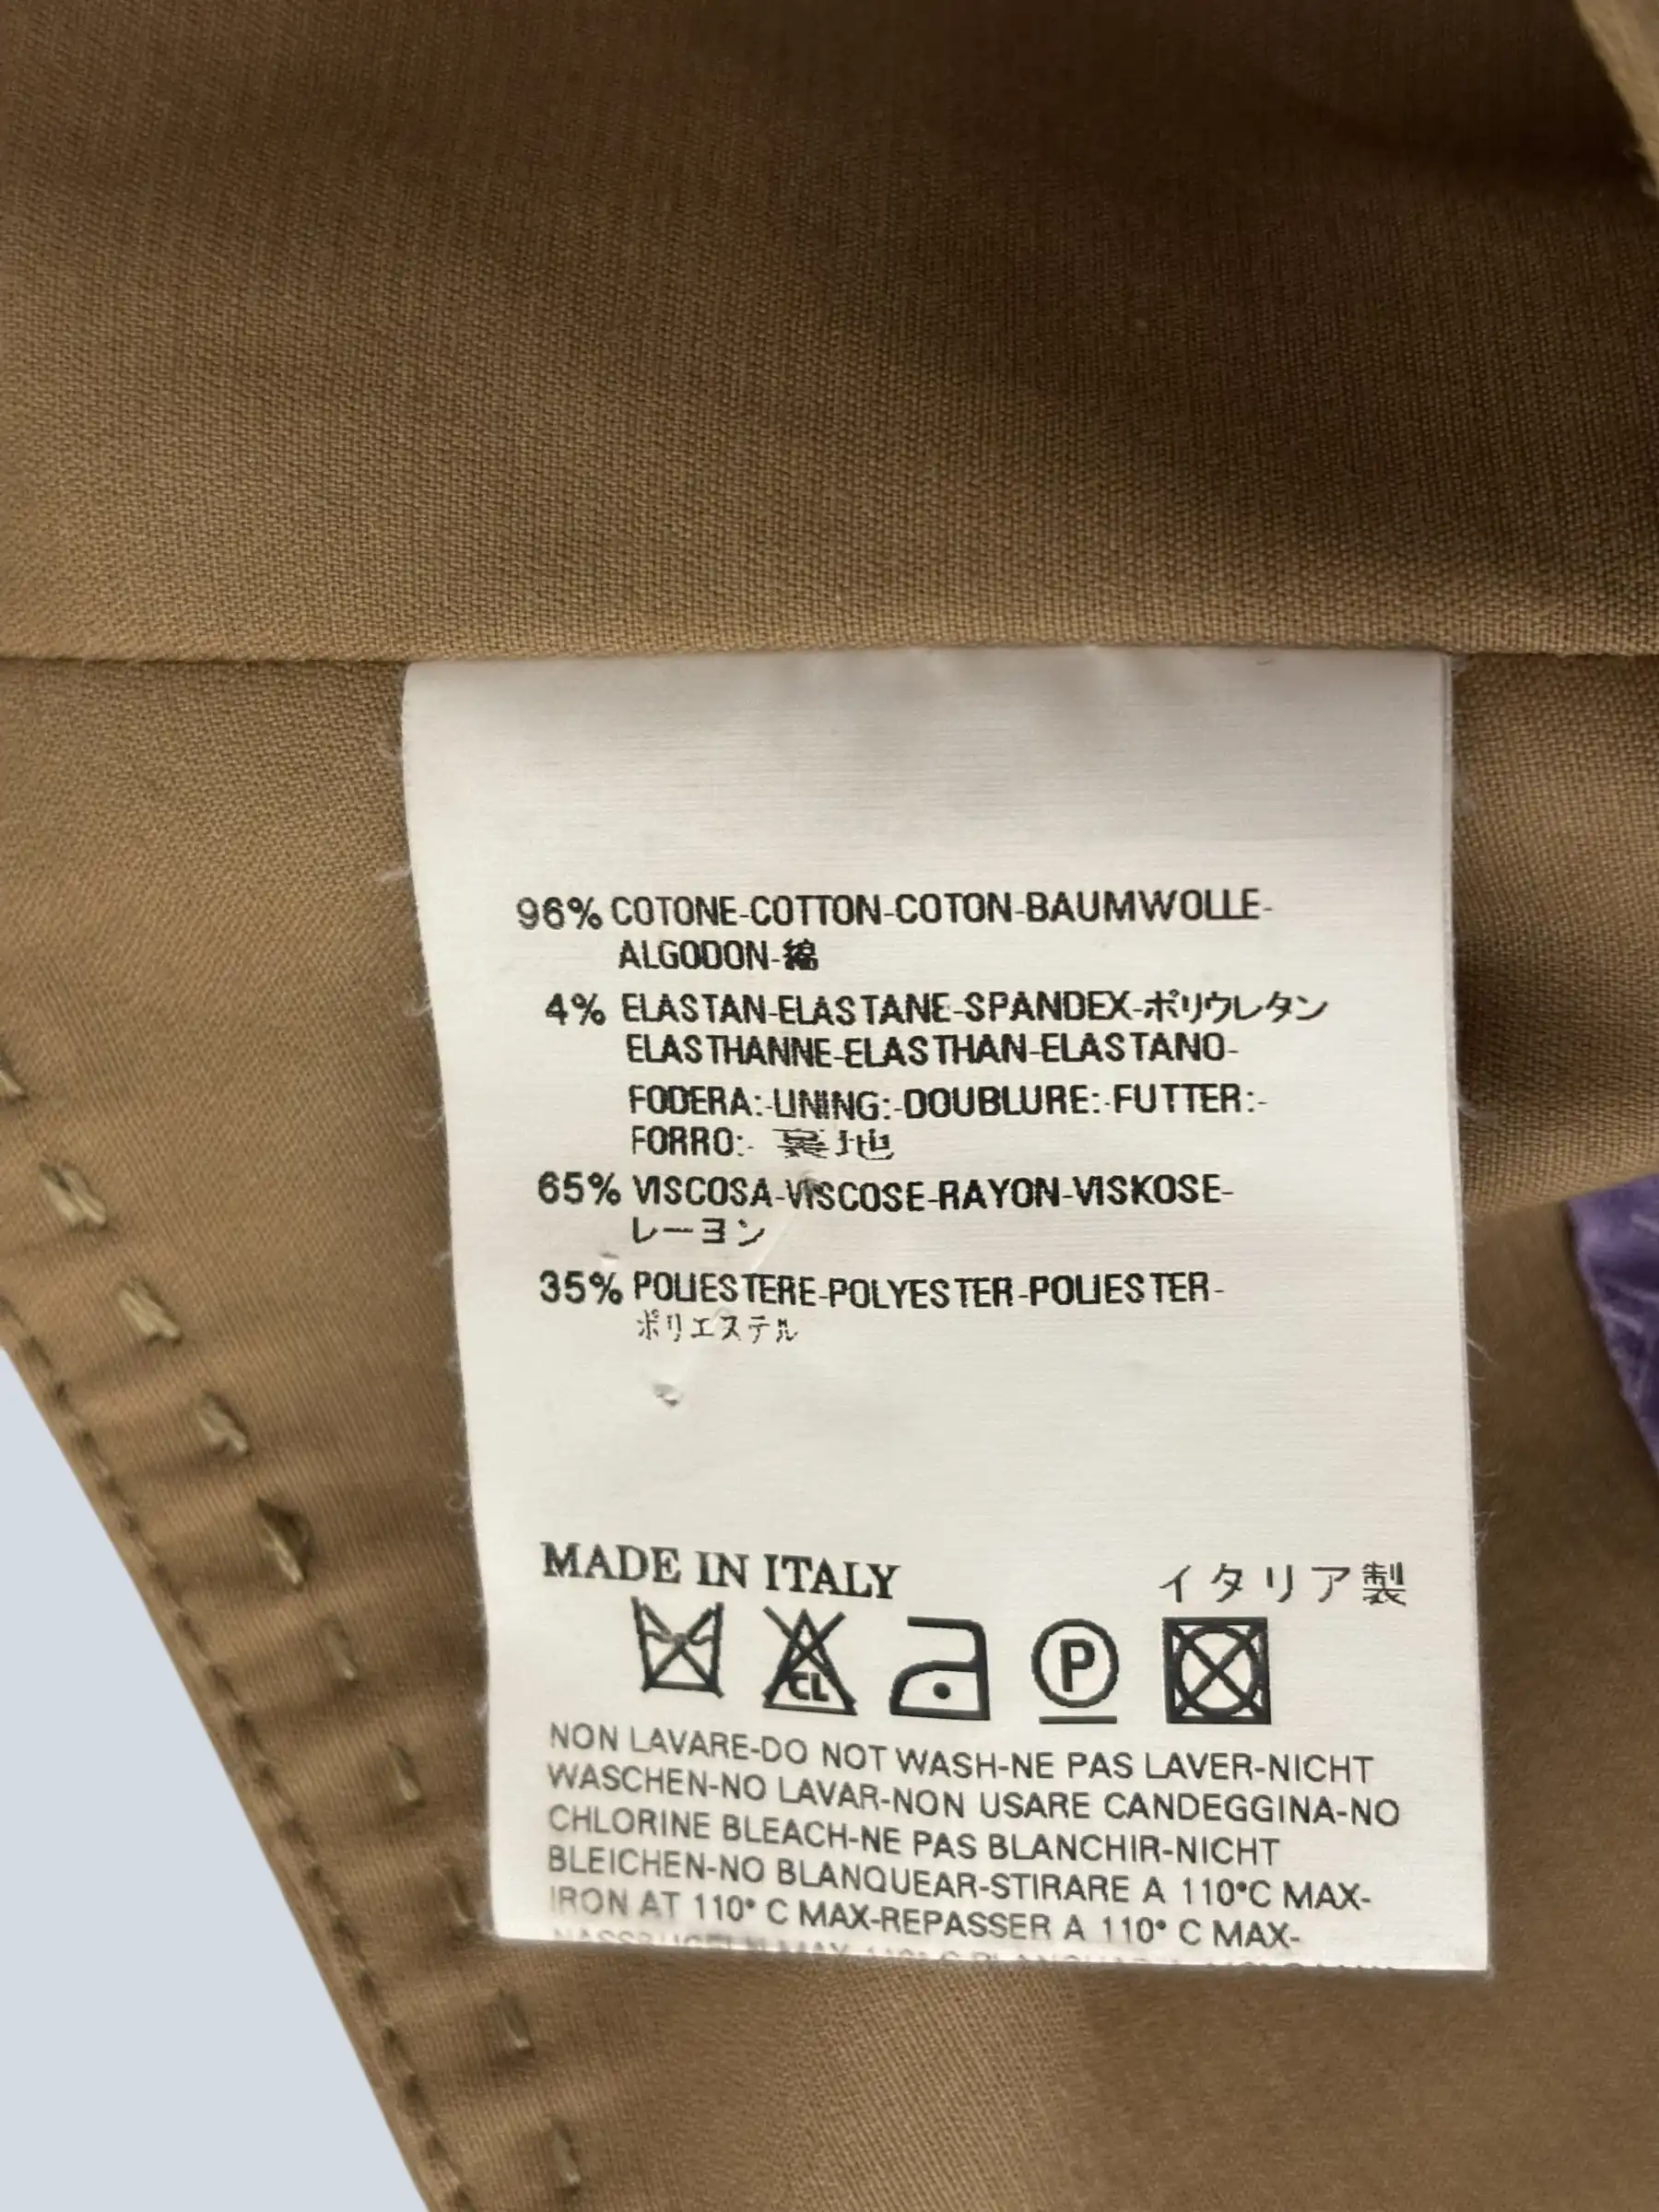 96% COTONE-COTTON-COTON-BAUMWOLLE-
ALGODON-綿
4% ELASTAN-ELASTANE-SPANDEX-ポリウレタン
ELASTHANNE-ELASTHAN-ELASTANO-
FODERA:-LINING:-DOUBLURE:-FUTTER:-
FORRO:- 裏地
65% VISCOSA-VISCOSE-RAYON-VISKOSE-
レーヨン
35% POLIESTERE-POLYESTER-POLIESTER-
ポリエステル
MADE IN ITALY イタリア製
CL P
NON LAVARE-DO NOT WASH-NE PAS LAVER-NICHT
WASCHEN-NO LAVAR-NON USARE CANDEGGINA-NO
CHLORINE BLEACH-NE PAS BLANCHIR-NICHT
BLEICHEN-NO BLANQUEAR-STIRARE A 110°C MAX-
IRON AT 110° C MAX-REPASSER A 110° C MAX-